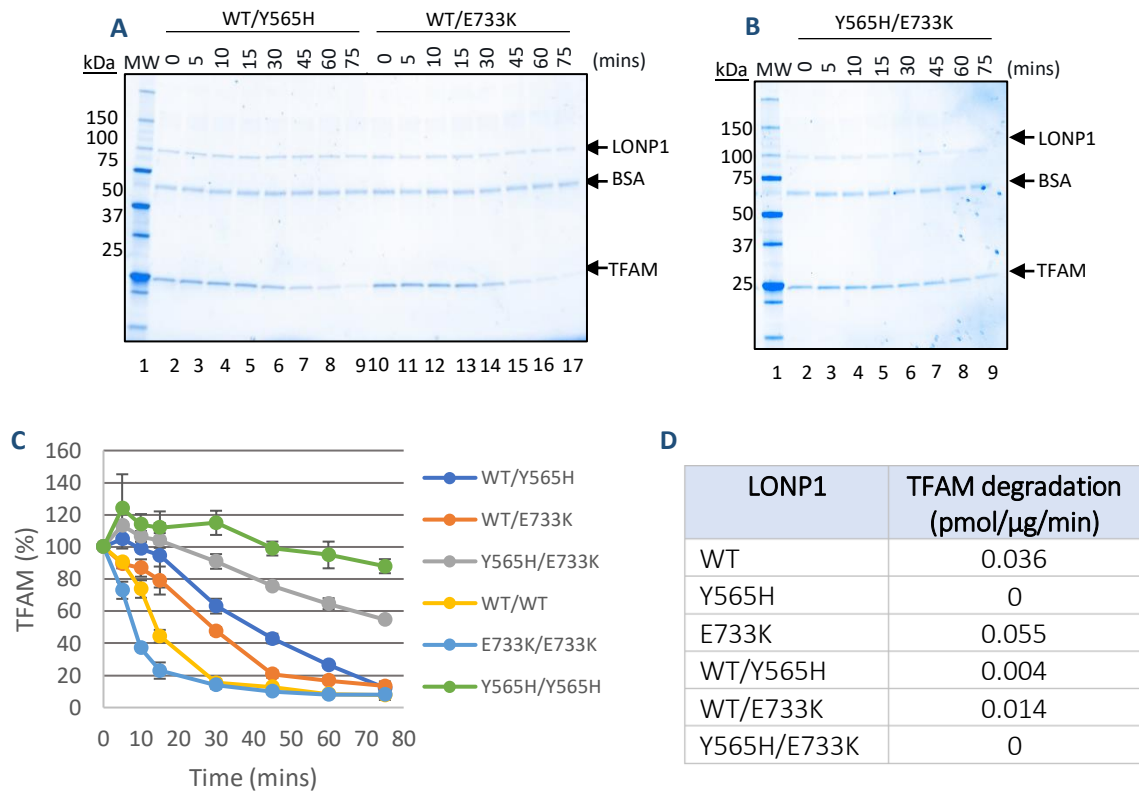 A
WT/Y565H WT/E733K
kDa MW 0 5 10 15 30 45 60 75 0 5 10 15 30 45 60 75 (mins)
150
100
75
50
37
25
LONP1
BSA
TFAM
1 2 3 4 5 6 7 8 9 10 11 12 13 14 15 16 17
B
Y565H/E733K
kDa MW 0 5 10 15 30 45 60 75 (mins)
150
100
75
50
37
25
LONP1
BSA
TFAM
1 2 3 4 5 6 7 8 9
C
TFAM (%)
160
140
120
100
80
60
40
20
0
0 10 20 30 40 50 60 70 80
Time (mins)
WT/Y565H
WT/E733K
Y565H/E733K
WT/WT
E733K/E733K
Y565H/Y565H
D
LONP1 TFAM degradation
(pmol/µg/min)
WT 0.036
Y565H 0
E733K 0.055
WT/Y565H 0.004
WT/E733K 0.014
Y565H/E733K 0